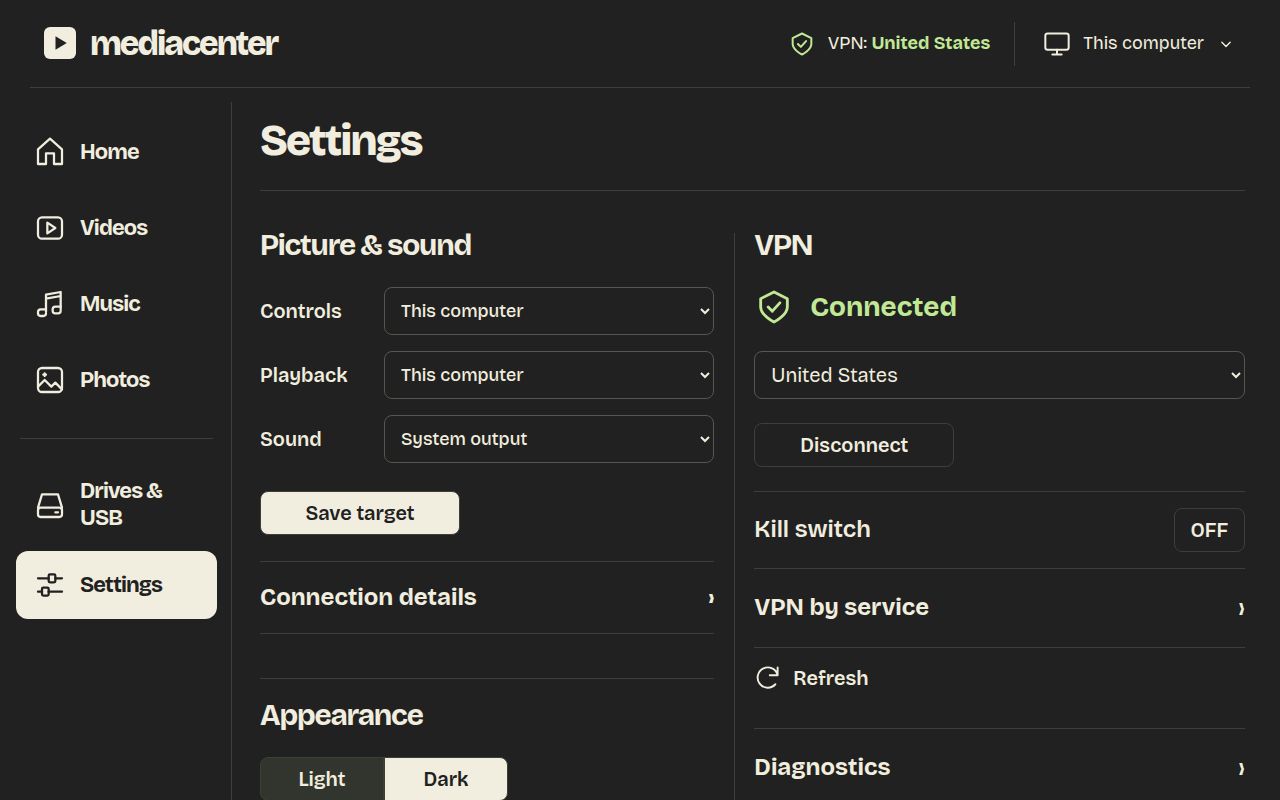 mediacenter
VPN: United States
This computer
Home
Videos
Music
Photos
Drives &
USB
Settings
Settings
Picture & sound
Controls
This computer
Playback
This computer
Sound
System output
Save target
Connection details
Appearance
Light
Dark
VPN
Connected
United States
Disconnect
Kill switch
OFF
VPN by service
Refresh
Diagnostics